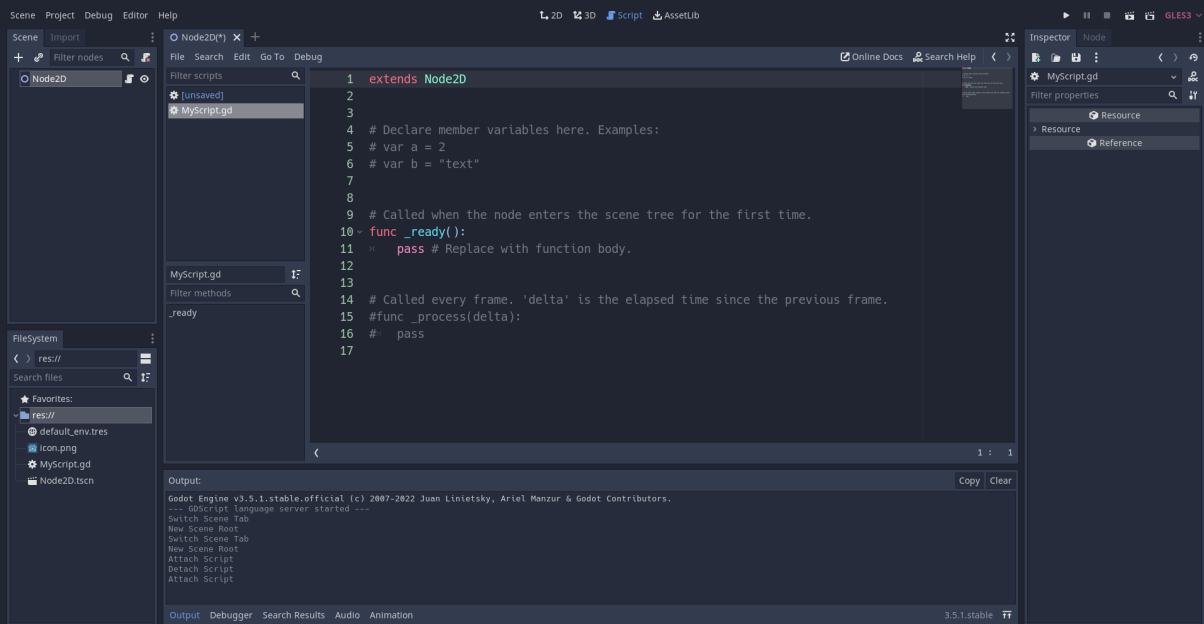 Scene Project Debug Editor Help
2D 3D Script AssetLib
GLES3
Scene Import
Filter nodes
Node2D
Node2D(*)
File Search Edit Go To Debug
Online Docs Search Help
Filter scripts
[unsaved]
MyScript.gd
MyScript.gd
Filter methods
_ready
1 extends Node2D
2
3
4 # Declare member variables here. Examples:
5 # var a = 2
6 # var b = "text"
7
8
9 # Called when the node enters the scene tree for the first time.
10 func _ready():
11 pass # Replace with function body.
12
13
14 # Called every frame. 'delta' is the elapsed time since the previous frame.
15 #func _process(delta):
16 # pass
17
1 : 1
FileSystem
res://
Search files
Favorites:
res://
default_env.tres
icon.png
MyScript.gd
Node2D.tscn
Output:
Copy Clear
Godot Engine v3.5.1.stable.official (c) 2007-2022 Juan Linietsky, Ariel Manzur & Godot Contributors.
--- GDScript language server started ---
Switch Scene Tab
New Scene Root
Switch Scene Tab
New Scene Root
Attach Script
Detach Script
Attach Script
Output Debugger Search Results Audio Animation
3.5.1.stable
Inspector Node
MyScript.gd
DOC
Filter properties
Resource
Resource
Reference